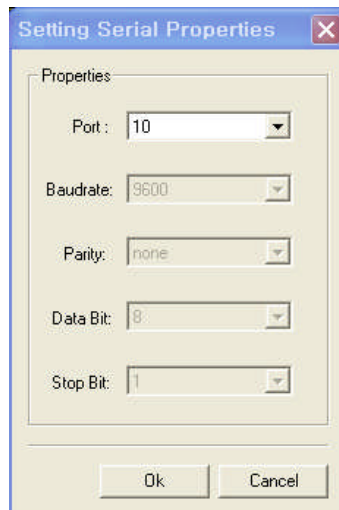 Setting Serial Properties
Properties
Port : 10
Baudrate: 9600
Parity: none
Data Bit: 8
Stop Bit: 1
Ok Cancel